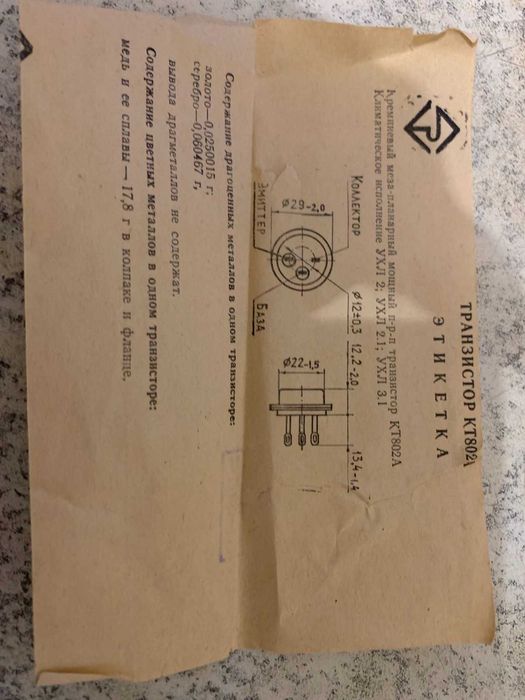 ТРАНЗИСТОР КТ802А
ЭТИКЕТКА
Кремниевый меза-планарный мощный п-р-п транзистор КТ802А
Климатическое исполнение УХЛ 2; УХЛ 2.1; УХЛ 3.1
КОЛЛЕКТОР
Ø29-2,0
ЭМИТТЕР
БАЗА
Ø12±0,3
12,2-2,0
13,4-1,4
Ø22-1,5
Содержание драгоценных металлов в одном транзисторе:
золото—0,0250015 г;
серебро—0,060467 г,
вывода драгметаллов не содержат.
Содержание цветных металлов в одном транзисторе:
медь и ее сплавы — 17,8 г в колпаке и фланце.